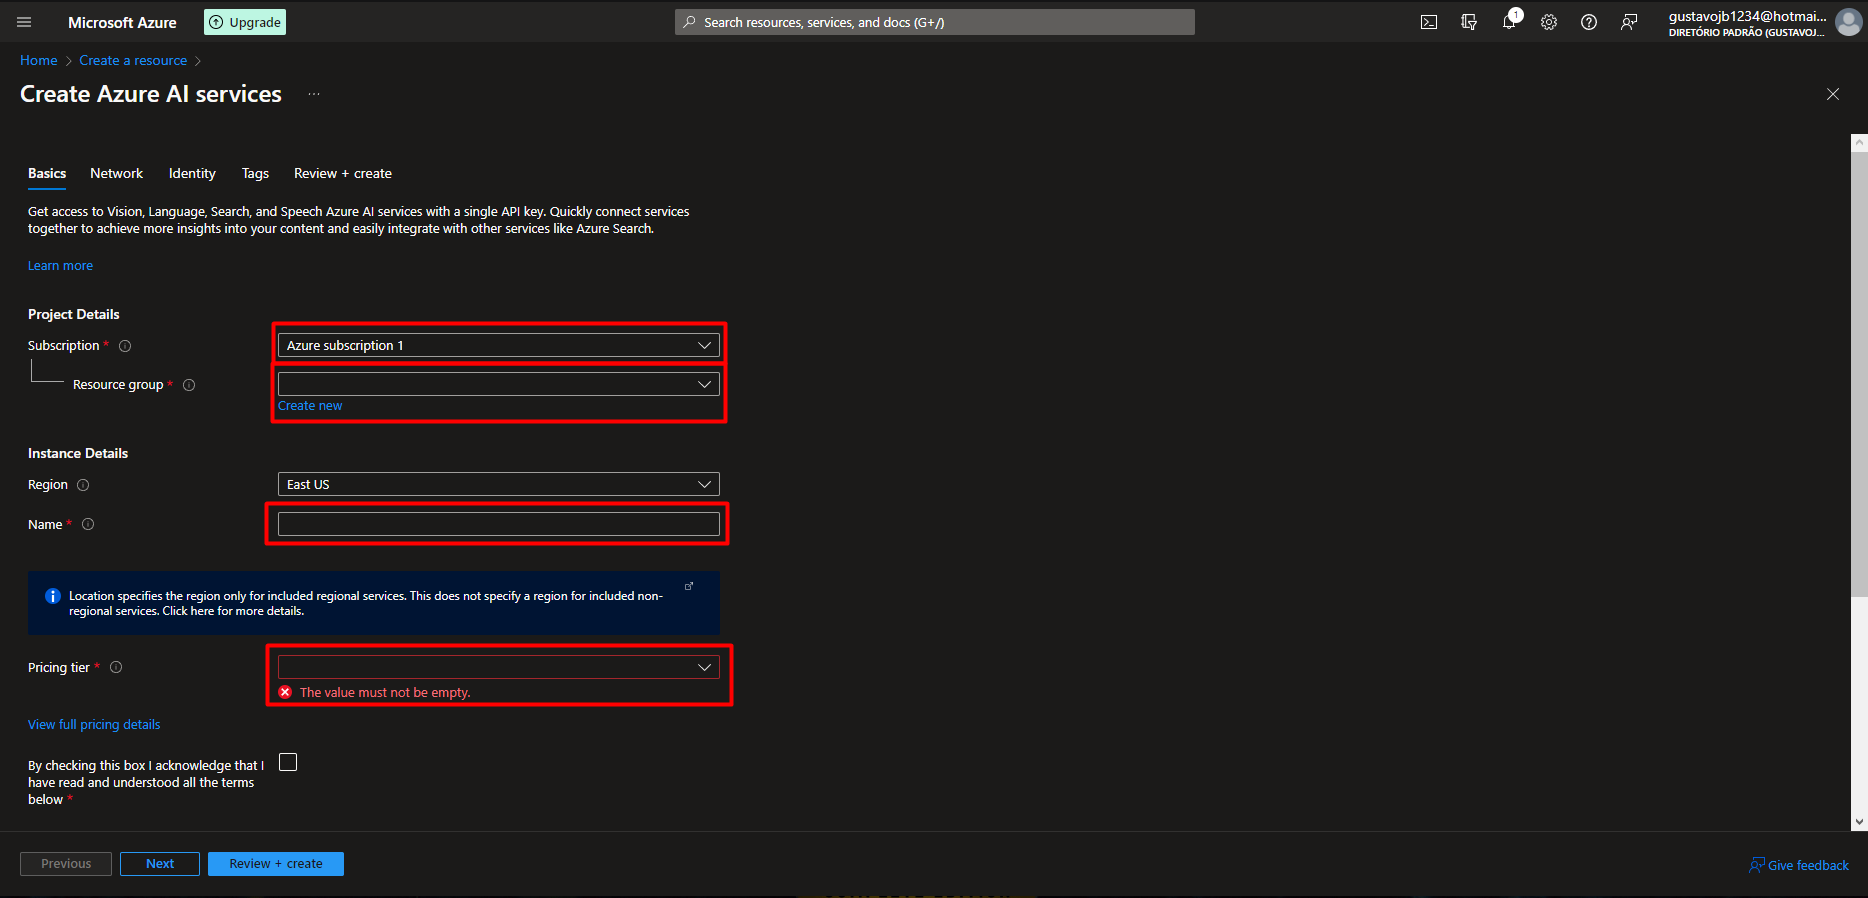 Microsoft Azure
Upgrade
Search resources, services, and docs (G+/)
1
gustavojb1234@hotmai...
DIRETÓRIO PADRÃO (GUSTAVOJ...
Home > Create a resource >
Create Azure AI services ...
Basics Network Identity Tags Review + create
Get access to Vision, Language, Search, and Speech Azure AI services with a single API key. Quickly connect services
together to achieve more insights into your content and easily integrate with other services like Azure Search.
Learn more
Project Details
Subscription * Azure subscription 1
Resource group *
Create new
Instance Details
Region East US
Name *
Location specifies the region only for included regional services. This does not specify a region for included non-
regional services. Click here for more details.
Pricing tier *
The value must not be empty.
View full pricing details
By checking this box I acknowledge that I
have read and understood all the terms
below *
Previous Next Review + create
Give feedback